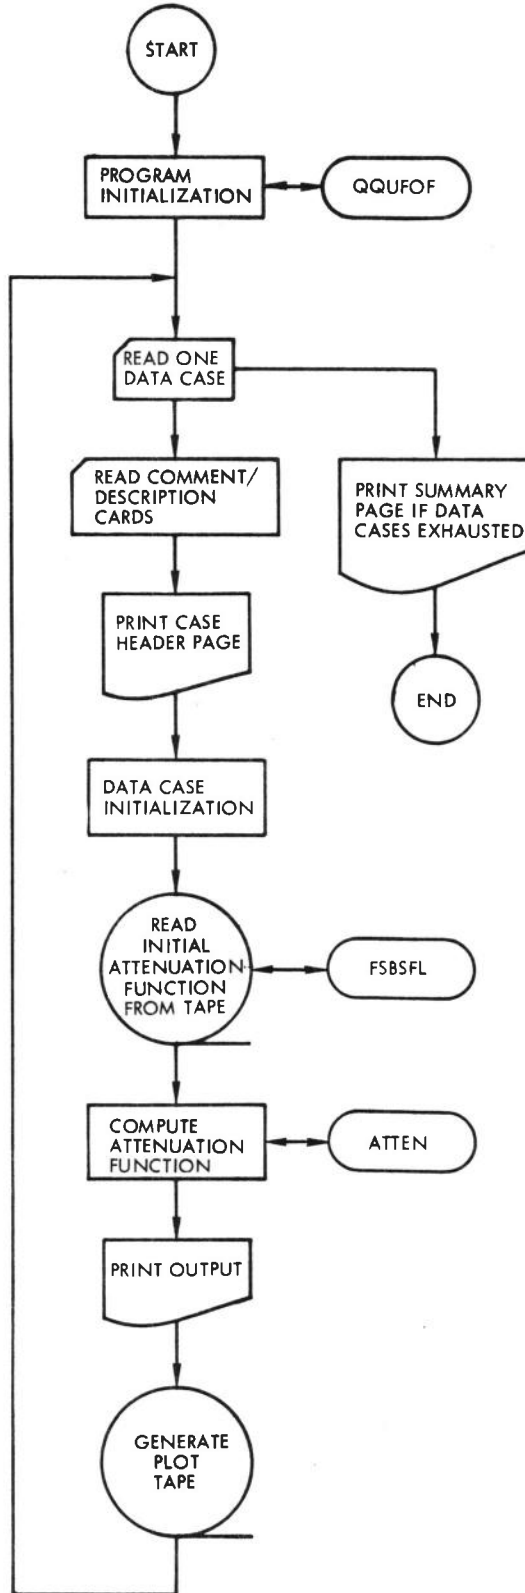 START
PROGRAM
INITIALIZATION
QQUFOF
READ ONE
DATA CASE
READ COMMENT/
DESCRIPTION
CARDS
PRINT SUMMARY
PAGE IF DATA
CASES EXHAUSTED
PRINT CASE
HEADER PAGE
END
DATA CASE
INITIALIZATION
READ
INITIAL
ATTENUATION
FUNCTION
FROM TAPE
FSBSFL
COMPUTE
ATTENUATION
FUNCTION
ATTEN
PRINT OUTPUT
GENERATE
PLOT
TAPE